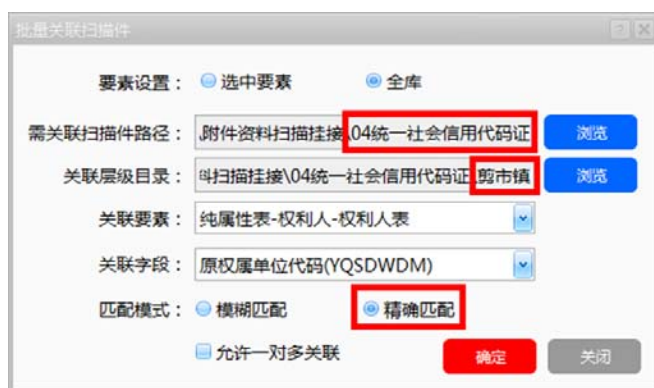 批量关联扫描件
要素设置： 选中要素 全库
需关联扫描件路径： 附件资料扫描挂接\04统一社会信用代码证 浏览
关联层级目录： 扫描挂接\04统一社会信用代码证\剪市镇 浏览
关联要素： 纯属性表-权利人-权利人表
关联字段： 原权属单位代码(YQSDWDM)
匹配模式： 模糊匹配 精确匹配
允许一对多关联 确定 关闭